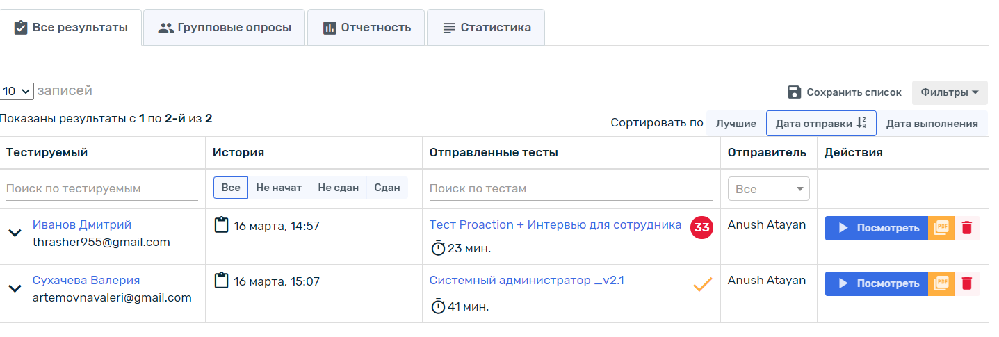 Все результаты Групповые опросы Отчетность Статистика
10 записей
Сохранить список Фильтры
Показаны результаты с 1 по 2-й из 2
Сортировать по Лучшие Дата отправки Дата выполнения
Тестируемый История Отправленные тесты Отправитель Действия
Поиск по тестируемым Все Не начат Не сдан Сдан Поиск по тестам Все
Иванов Дмитрий 16 марта, 14:57 Тест Proaction + Интервью для сотрудника 33 Anush Atayan Посмотреть PDF
thrasher955@gmail.com 23 мин.
Сухачева Валерия 16 марта, 15:07 Системный администратор _v2.1 Anush Atayan Посмотреть PDF
artemovnavaleri@gmail.com 41 мин.